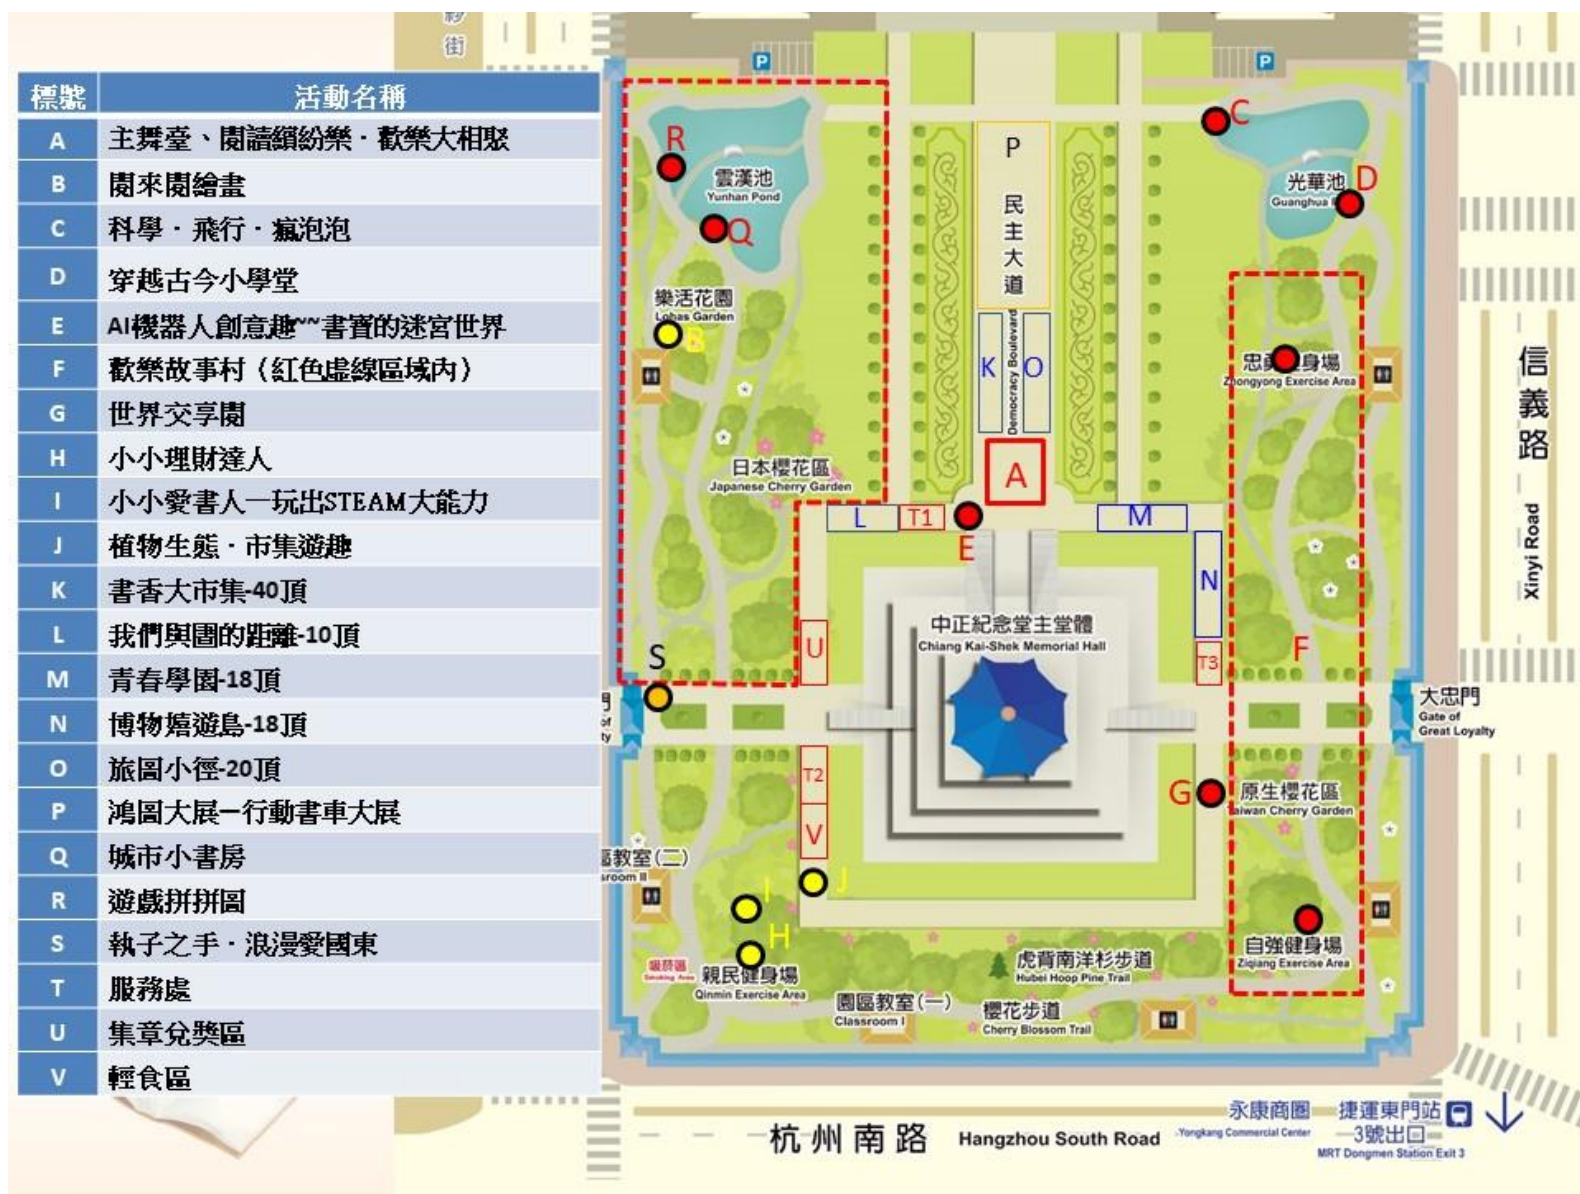 街
標號 活動名稱
A 主舞臺、閱讀繽紛樂‧歡樂大相聚
B 閱來閱繪畫
C 科學‧飛行‧瘋泡泡
D 穿越古今小學堂
E AI機器人創意趣~~書寶的迷宮世界
F 歡樂故事村（紅色虛線區域內）
G 世界交享閱
H 小小理財達人
I 小小愛書人—玩出STEAM大能力
J 植物生態‧市集遊趣
K 書香大市集-40頂
L 我們與圕的距離-10頂
M 青春學園-18頂
N 博物嬉遊島-18頂
O 旅圖小徑-20頂
P 鴻圖大展—行動書車大展
Q 城市小書房
R 遊戲拼拼圖
S 執子之手‧浪漫愛國東
T 服務處
U 集章兌獎區
V 輕食區
P
P
R
雲漢池
Yunhan Pond
Q
樂活花園
Lohas Garden
B
日本櫻花區
Japanese Cherry Garden
P
民主大道
Democracy Boulevard
K
O
A
C
光華池
Guanghua
D
忠 身場
Zhongyong Exercise Area
L
T1
E
M
N
T3
F
U
S
中正紀念堂主堂體
Chiang Kai-Shek Memorial Hall
門
of
ty
大忠門
Gate of
Great Loyalty
T2
V
G
原生櫻花區
Taiwan Cherry Garden
區教室(二)
sroom II
I
J
H
吸菸區
Smoking Area
親民健身場
Qinmin Exercise Area
園區教室(一)
Classroom I
虎背南洋杉步道
Hubei Hoop Pine Trail
櫻花步道
Cherry Blossom Trail
自強健身場
Ziqiang Exercise Area
信義路
Xinyi Road
杭州南路 Hangzhou South Road
永康商圈
Yongkang Commercial Center
捷運東門站
3號出口
MRT Dongmen Station Exit 3